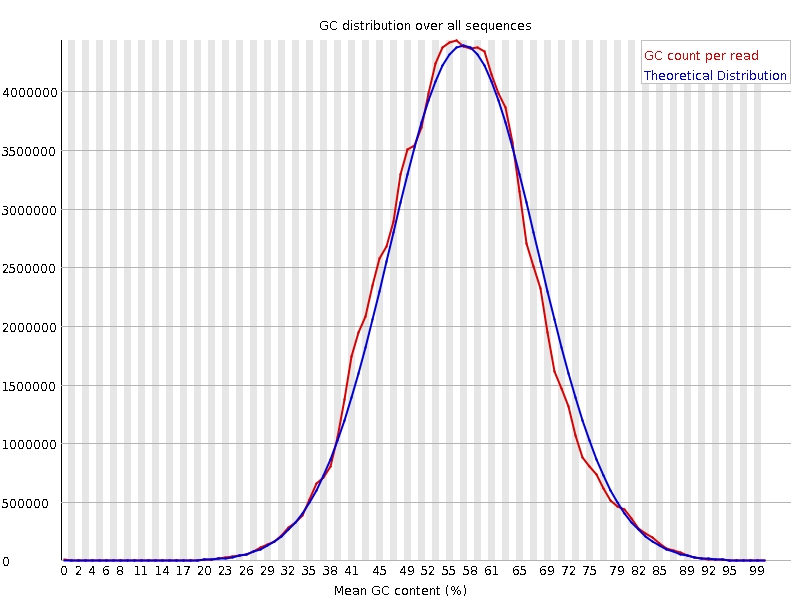 GC distribution over all sequences
GC count per read
Theoretical Distribution
4000000
3500000
3000000
2500000
2000000
1500000
1000000
500000
0
0 2 4 6 8 11 14 17 20 23 26 29 32 35 38 41 45 49 52 55 58 61 65 69 72 75 79 82 85 89 92 95 99
Mean GC content (%)